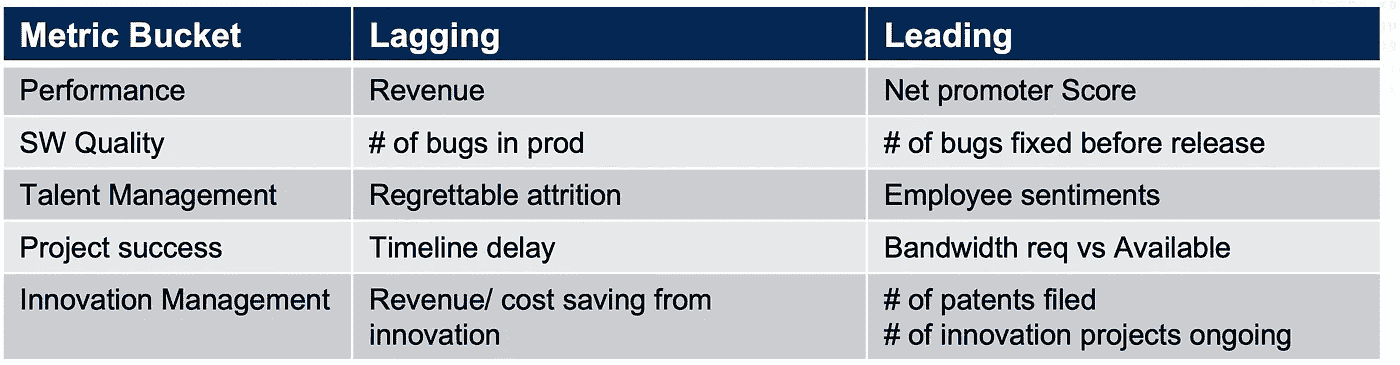 Metric Bucket Lagging Leading
Performance Revenue Net promoter Score
SW Quality # of bugs in prod # of bugs fixed before release
Talent Management Regrettable attrition Employee sentiments
Project success Timeline delay Bandwidth req vs Available
Innovation Management Revenue/ cost saving from # of patents filed
innovation # of innovation projects ongoing